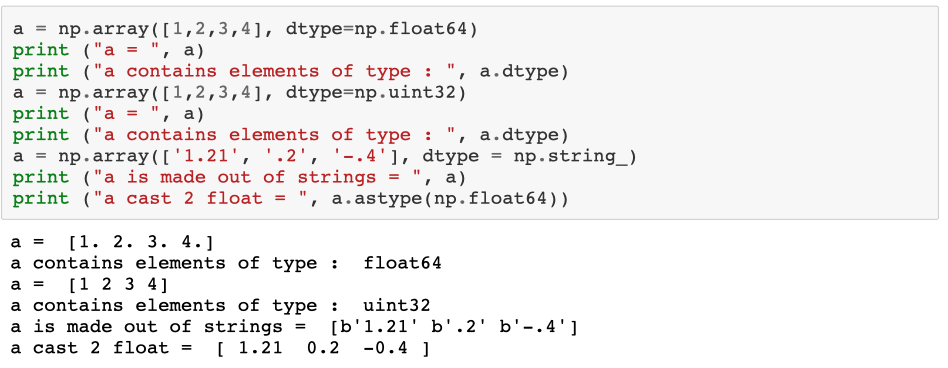 a = np.array([1,2,3,4], dtype=np.float64)
print ("a = ", a)
print ("a contains elements of type : ", a.dtype)
a = np.array([1,2,3,4], dtype=np.uint32)
print ("a = ", a)
print ("a contains elements of type : ", a.dtype)
a = np.array(['1.21', '.2', '-.4'], dtype = np.string_)
print ("a is made out of strings = ", a)
print ("a cast 2 float = ", a.astype(np.float64))
a =  [1. 2. 3. 4.]
a contains elements of type :  float64
a =  [1 2 3 4]
a contains elements of type :  uint32
a is made out of strings =  [b'1.21' b'.2' b'-.4']
a cast 2 float =  [ 1.21  0.2  -0.4 ]